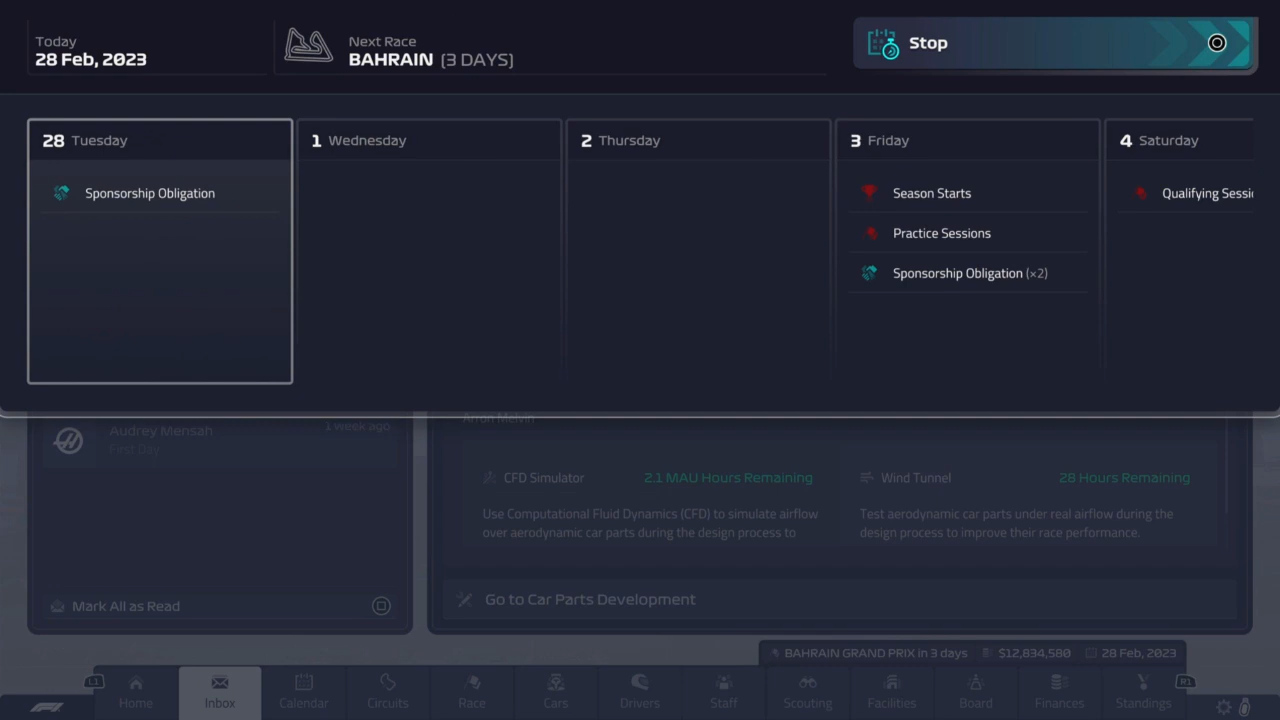 Today
28 Feb, 2023
Next Race
BAHRAIN (3 DAYS)
Stop
28 Tuesday
1 Wednesday
2 Thursday
3 Friday
4 Saturday
Sponsorship Obligation
Season Starts
Practice Sessions
Sponsorship Obligation (×2)
Qualifying Sessi
Arron Melvin
Audrey Mensah
1 week ago
First Day
CFD Simulator 2.1 MAU Hours Remaining
Use Computational Fluid Dynamics (CFD) to simulate airflow
over aerodynamic car parts during the design process to
Wind Tunnel 28 Hours Remaining
Test aerodynamic car parts under real airflow during the
design process to improve their race performance.
Mark All as Read
Go to Car Parts Development
BAHRAIN GRAND PRIX in 3 days $12,834,580 28 Feb, 2023
L1
Home
Inbox
Calendar
Circuits
Race
Cars
Drivers
Staff
Scouting
Facilities
Board
Finances
Standings
R1